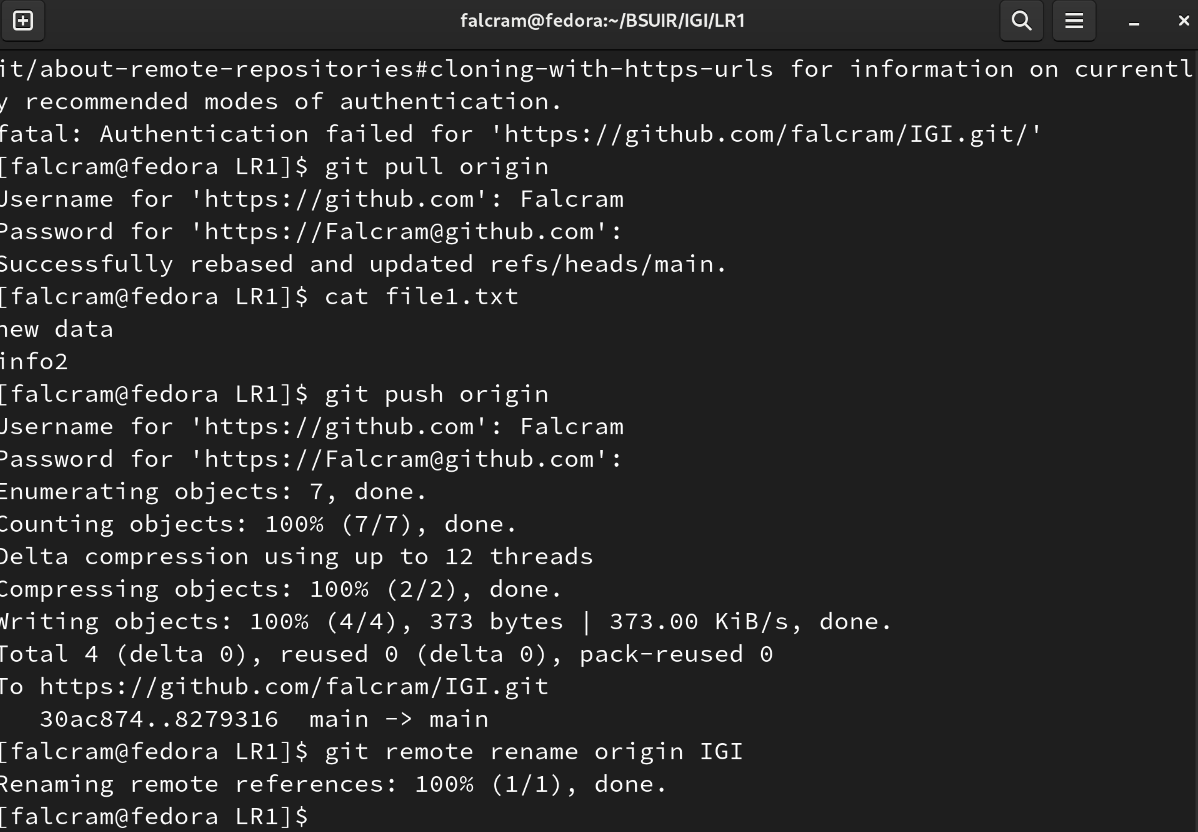 falcram@fedora:~/BSUIR/IGI/LR1
it/about-remote-repositories#cloning-with-https-urls for information on currentl
y recommended modes of authentication.
fatal: Authentication failed for 'https://github.com/falcram/IGI.git/'
[falcram@fedora LR1]$ git pull origin
Username for 'https://github.com': Falcram
Password for 'https://Falcram@github.com':
Successfully rebased and updated refs/heads/main.
[falcram@fedora LR1]$ cat file1.txt
new data
info2
[falcram@fedora LR1]$ git push origin
Username for 'https://github.com': Falcram
Password for 'https://Falcram@github.com':
Enumerating objects: 7, done.
Counting objects: 100% (7/7), done.
Delta compression using up to 12 threads
Compressing objects: 100% (2/2), done.
Writing objects: 100% (4/4), 373 bytes | 373.00 KiB/s, done.
Total 4 (delta 0), reused 0 (delta 0), pack-reused 0
To https://github.com/falcram/IGI.git
   30ac874..8279316  main -> main
[falcram@fedora LR1]$ git remote rename origin IGI
Renaming remote references: 100% (1/1), done.
[falcram@fedora LR1]$